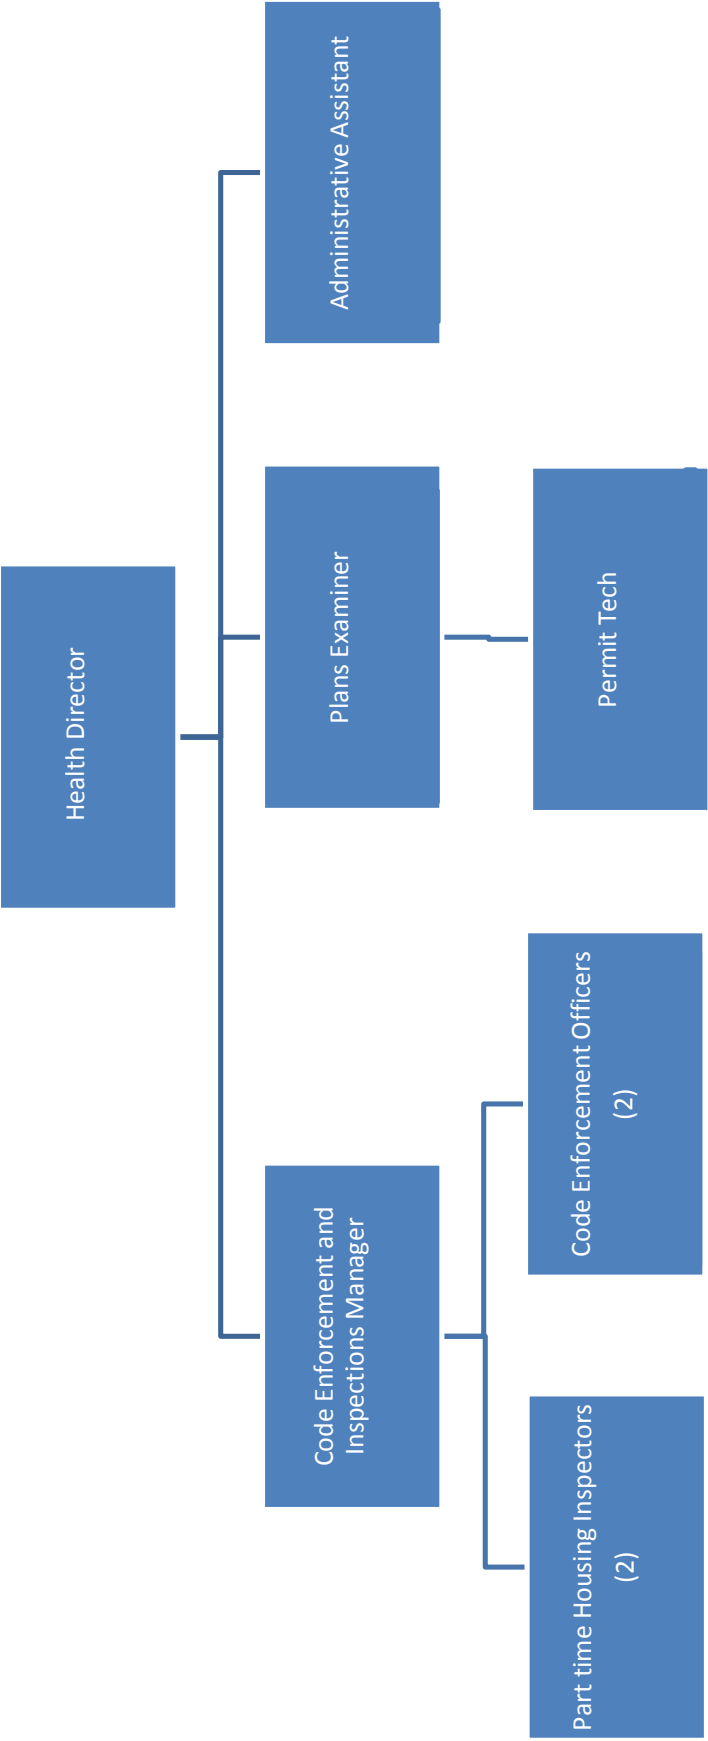 Health Director
Code Enforcement and
Inspections Manager
Plans Examiner
Administrative Assistant
Part time Housing Inspectors
(2)
Code Enforcement Officers
(2)
Permit Tech